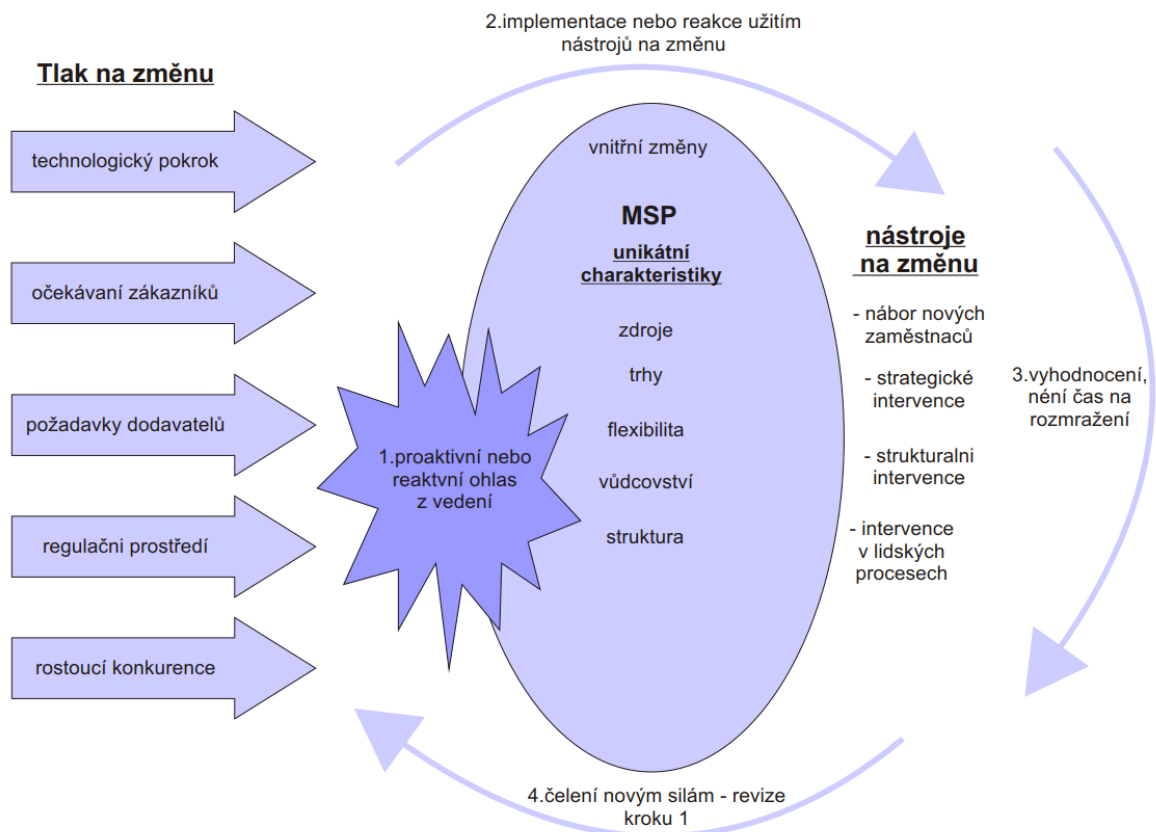 2.implementace nebo reakce užitím
nástrojů na změnu
Tlak na změnu
technologický pokrok
očekávaní zákazníků
požadavky dodavatelů
regulačni prostředí
rostoucí konkurence
1.proaktivní nebo
reaktvní ohlas
z vedení
vnitřní změny
MSP
unikátní
charakteristiky
zdroje
trhy
flexibilita
vůdcovství
struktura
nástroje
na změnu
- nábor nových
zaměstnaců
- strategické
intervence
- strukturalni
intervence
- intervence
v lidských
procesech
3.vyhodnocení,
néní čas na
rozmražení
4.čelení novým silám - revize
kroku 1